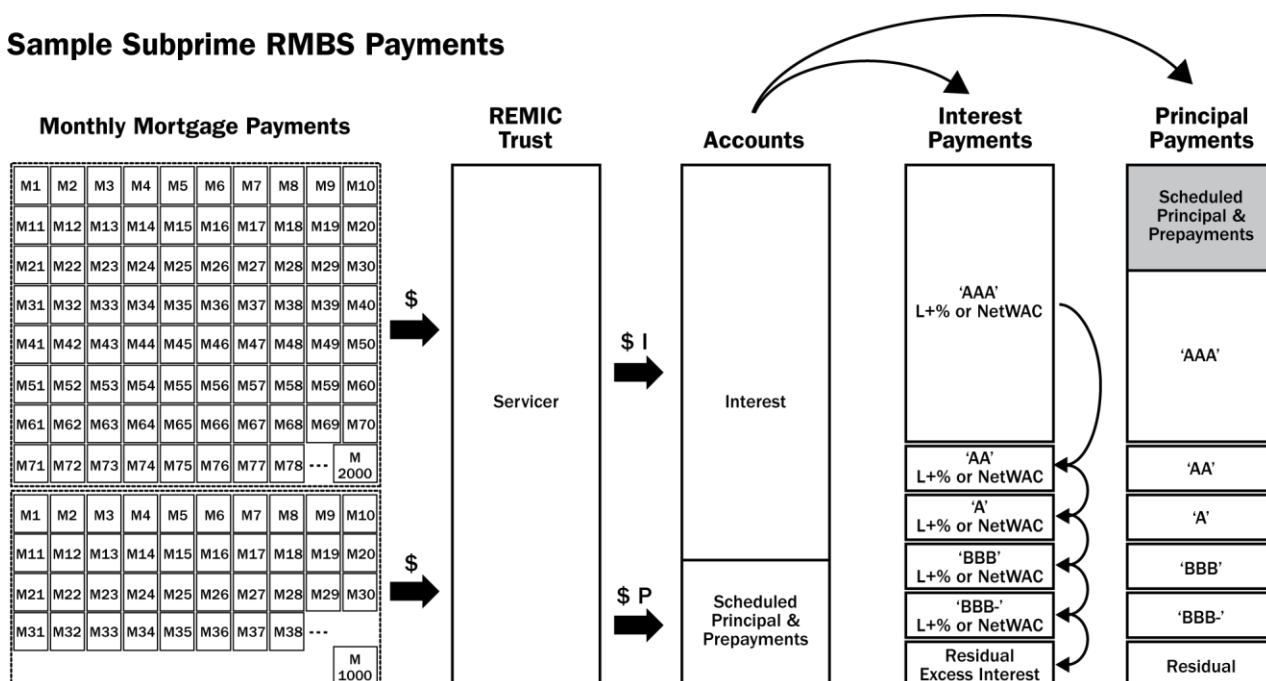 Sample Subprime RMBS Payments
Monthly Mortgage Payments
REMIC
Trust
Accounts
Interest
Payments
Principal
Payments
M1 M2 M3 M4 M5 M6 M7 M8 M9 M10
M11 M12 M13 M14 M15 M16 M17 M18 M19 M20
M21 M22 M23 M24 M25 M26 M27 M28 M29 M30
M31 M32 M33 M34 M35 M36 M37 M38 M39 M40
M41 M42 M43 M44 M45 M46 M47 M48 M49 M50
M51 M52 M53 M54 M55 M56 M57 M58 M59 M60
M61 M62 M63 M64 M65 M66 M67 M68 M69 M70
M71 M72 M73 M74 M75 M76 M77 M78 --- M
2000
M1 M2 M3 M4 M5 M6 M7 M8 M9 M10
M11 M12 M13 M14 M15 M16 M17 M18 M19 M20
M21 M22 M23 M24 M25 M26 M27 M28 M29 M30
M31 M32 M33 M34 M35 M36 M37 M38 ---
M
1000
$
$
Servicer
$ I
$ P
Interest
Scheduled
Principal &
Prepayments
‘AAA’
L+% or NetWAC
‘AA’
L+% or NetWAC
‘A’
L+% or NetWAC
‘BBB’
L+% or NetWAC
‘BBB-’
L+% or NetWAC
Residual
Excess Interest
Scheduled
Principal &
Prepayments
‘AAA’
‘AA’
‘A’
‘BBB’
‘BBB-’
Residual